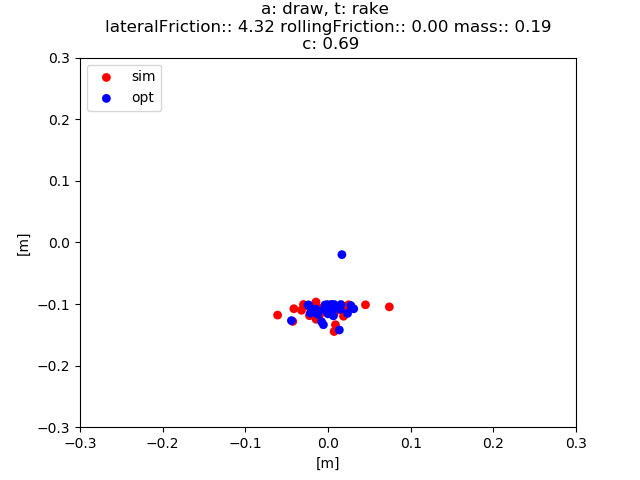 a: draw, t: rake
lateralFriction:: 4.32 rollingFriction:: 0.00 mass:: 0.19
c: 0.69
sim
opt
0.3
0.2
0.1
0.0
−0.1
−0.2
−0.3
[m]
−0.3 −0.2 −0.1 0.0 0.1 0.2 0.3
[m]